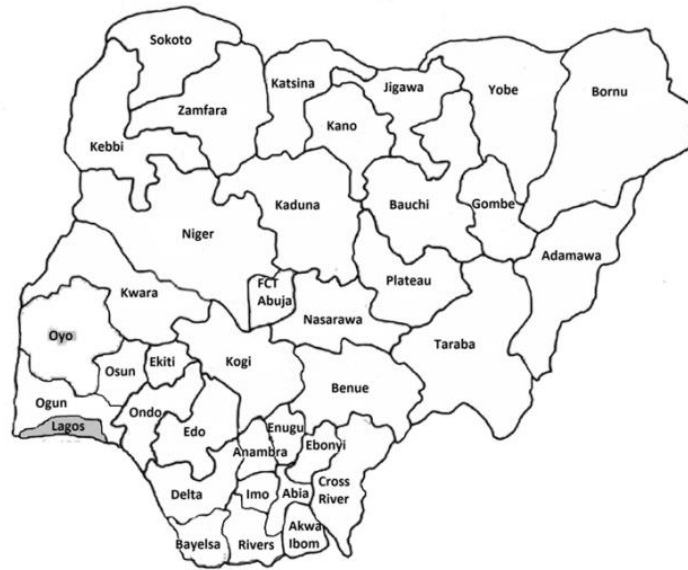 Sokoto
Katsina
Jigawa
Yobe
Bornu
Zamfara
Kano
Kebbi
Kaduna
Bauchi
Gombe
Niger
Adamawa
FCT
Abuja
Plateau
Kwara
Nasarawa
Oyo
Taraba
Osun
Ekiti
Kogi
Benue
Ogun
Ondo
Lagos
Edo
Enugu
Ebonyi
Anambra
Delta
Imo
Abia
Cross
River
Bayelsa
Rivers
Akwa
Ibom